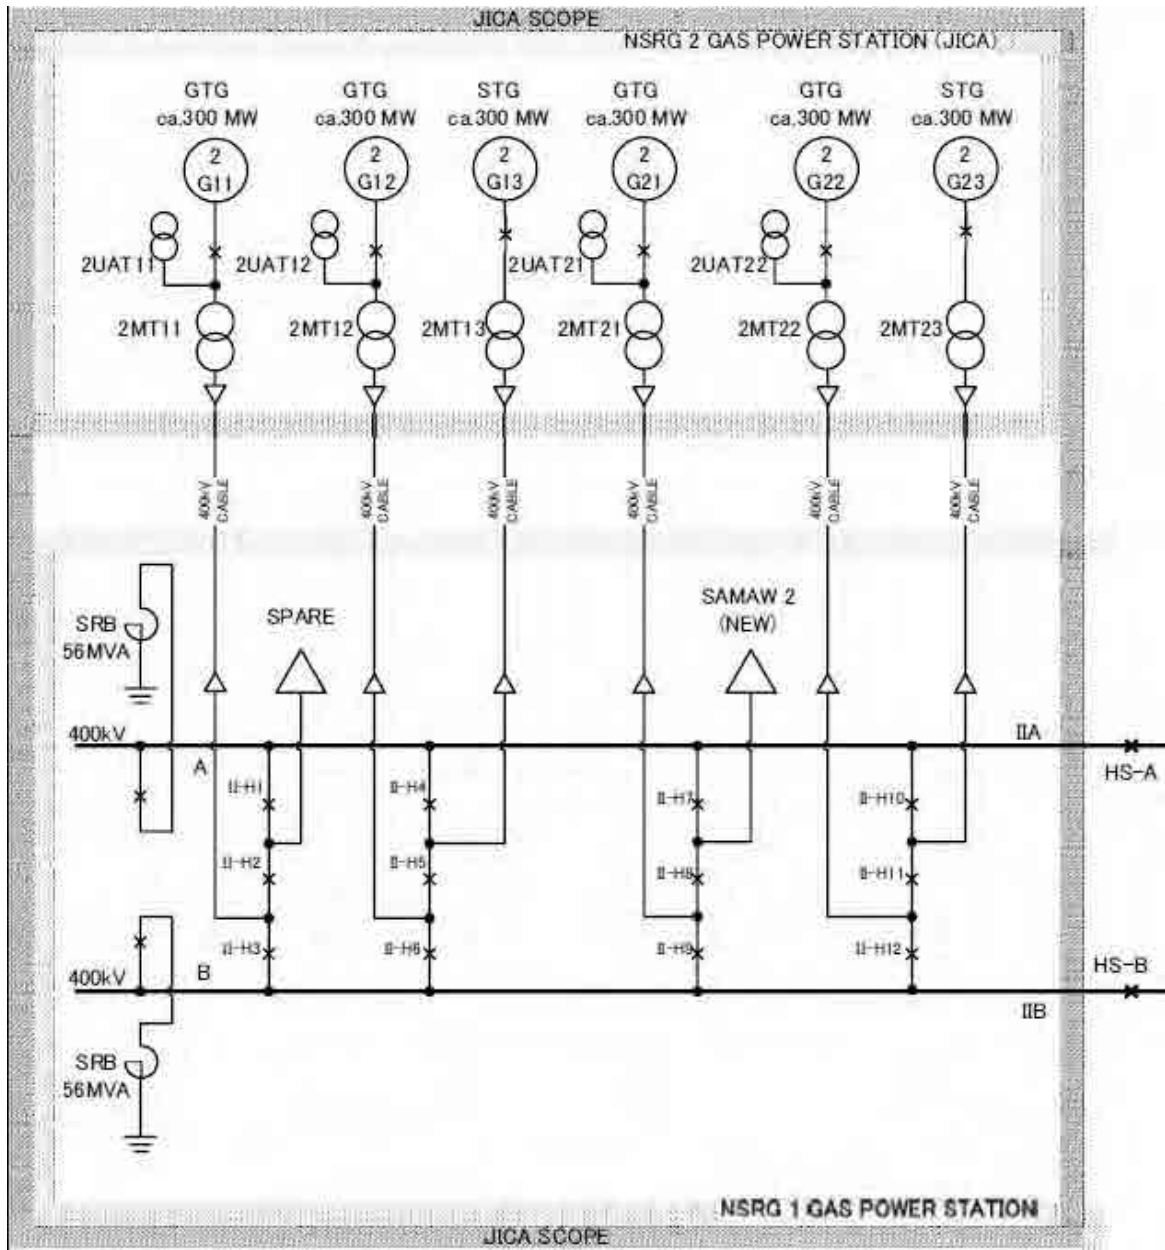 JICA SCOPE
NSRG 2 GAS POWER STATION (JICA)
GTG
ca.300 MW
GTG
ca.300 MW
STG
ca.300 MW
GTG
ca.300 MW
GTG
ca.300 MW
STG
ca.300 MW
2
G11
2
G12
2
G13
2
G21
2
G22
2
G23
2UAT11
2UAT12
2UAT21
2UAT22
2MT11
2MT12
2MT13
2MT21
2MT22
2MT23
400kV
CABLE
400kV
CABLE
400kV
CABLE
400kV
CABLE
400kV
CABLE
400kV
CABLE
SRB
56MVA
SPARE
SAMAW 2
(NEW)
400kV
A
IIA
HS-A
II-H1
II-H4
II-H7
II-H10
II-H2
II-H5
II-H8
II-H11
II-H3
II-H6
II-H9
II-H12
400kV
B
HS-B
IIB
SRB
56MVA
NSRG 1 GAS POWER STATION
JICA SCOPE